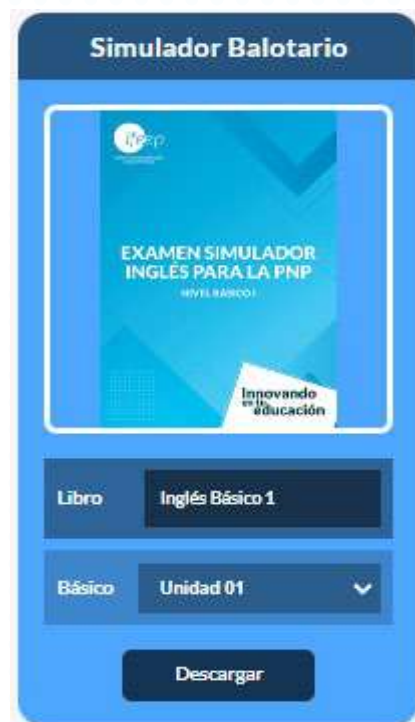 Simulador Balotario
EXAMEN SIMULADOR
INGLÉS PARA LA PNP
NIVEL BÁSICO I
Innovando
en la
educación
Libro
Inglés Básico 1
Básico
Unidad 01
Descargar